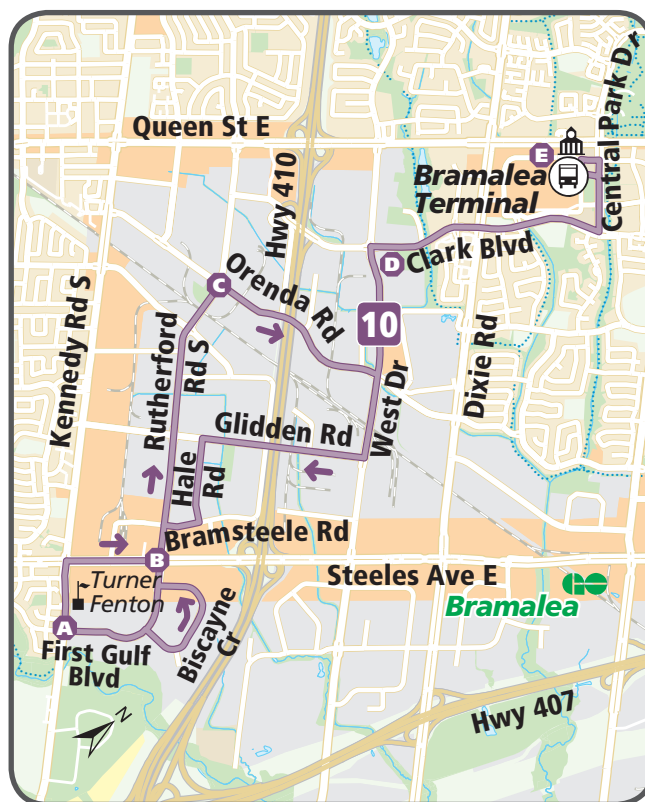 Queen St E
Central Park D
E
Bramalea
Terminal
Hwy 410
Clark Blvd
D
C
Orenda Rd
10
Kennedy Rd S
Rutherford
Rd S
Dixie Rd
West Dr
Glidden Rd
Hale
Rd
Bramsteele Rd
B
Steeles Ave E
Turner
Fenton
Bramalea
GO
A
First Gulf
Blvd
Biscayne
Cr
Hwy 407
N